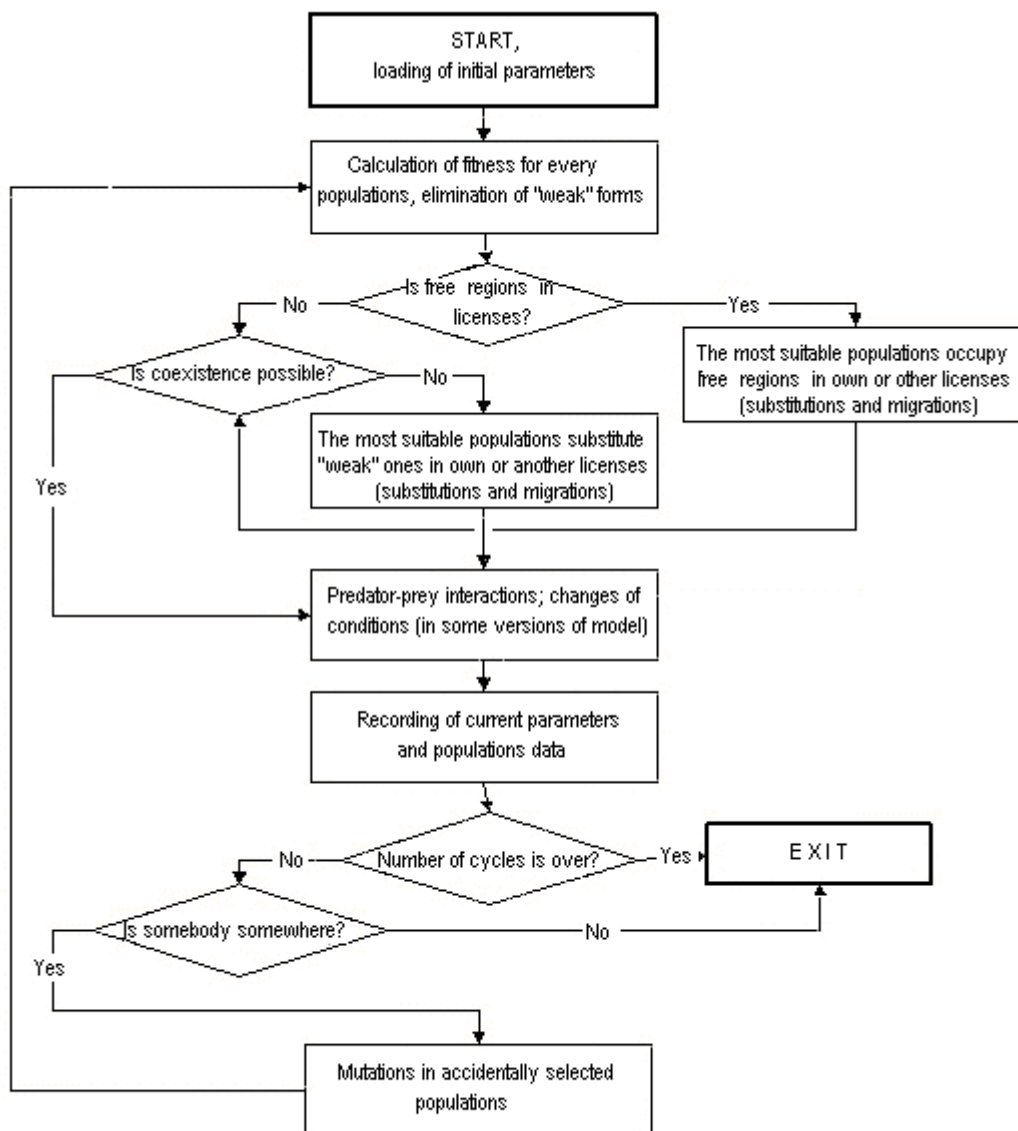 START,
loading of initial parameters
Calculation of fitness for every
populations, elimination of "weak" forms
Is free regions in
licenses?
No
Yes
The most suitable populations occupy
free regions in own or other licenses
(substitutions and migrations)
Is coexistence possible?
No
The most suitable populations substitute
"weak" ones in own or another licenses
(substitutions and migrations)
Yes
Predator-prey interactions; changes of
conditions (in some versions of model)
Recording of current parameters
and populations data
Number of cycles is over?
No
Yes
EXIT
Is somebody somewhere?
No
Yes
Mutations in accidentally selected
populations